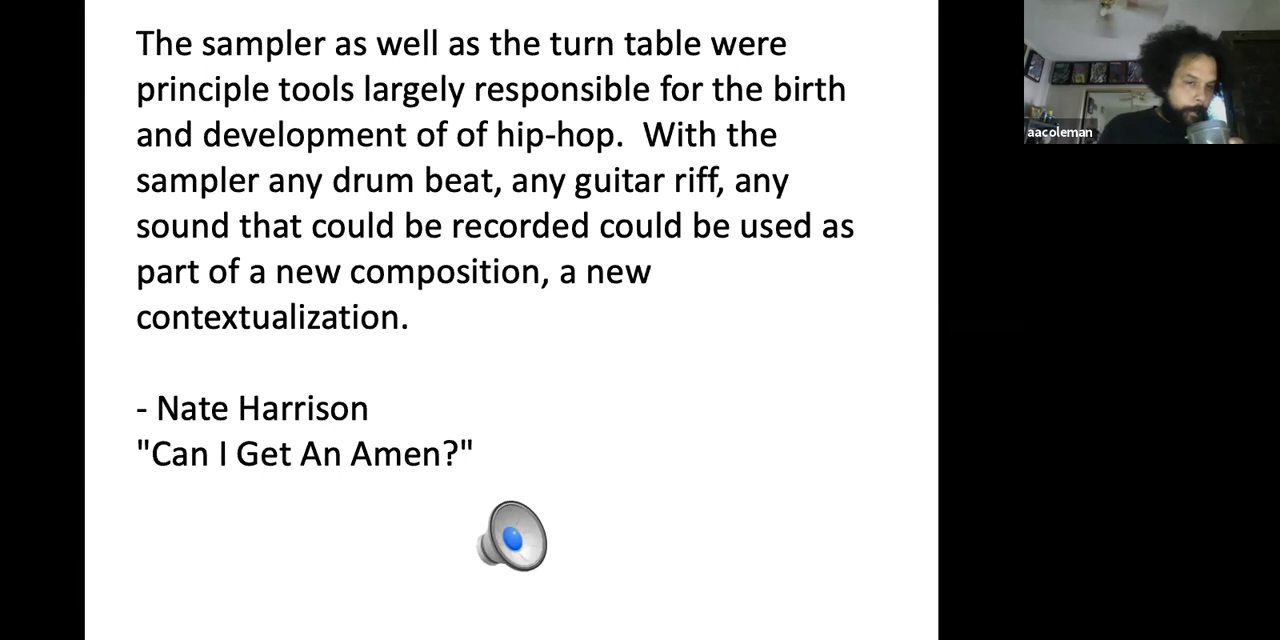 The sampler as well as the turn table were
principle tools largely responsible for the birth
and development of of hip-hop.  With the
sampler any drum beat, any guitar riff, any
sound that could be recorded could be used as
part of a new composition, a new
contextualization.
- Nate Harrison
"Can I Get An Amen?"
aacoleman